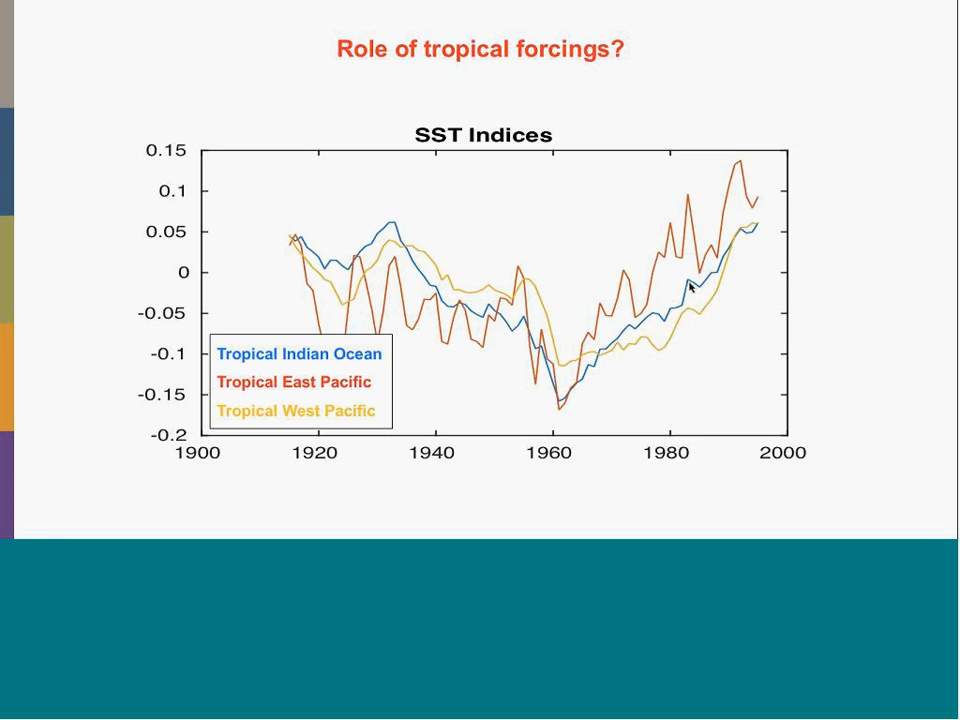 Role of tropical forcings?
SST Indices
0.15
0.1
0.05
0
-0.05
-0.1
-0.15
-0.2
Tropical Indian Ocean
Tropical East Pacific
Tropical West Pacific
1900 1920 1940 1960 1980 2000